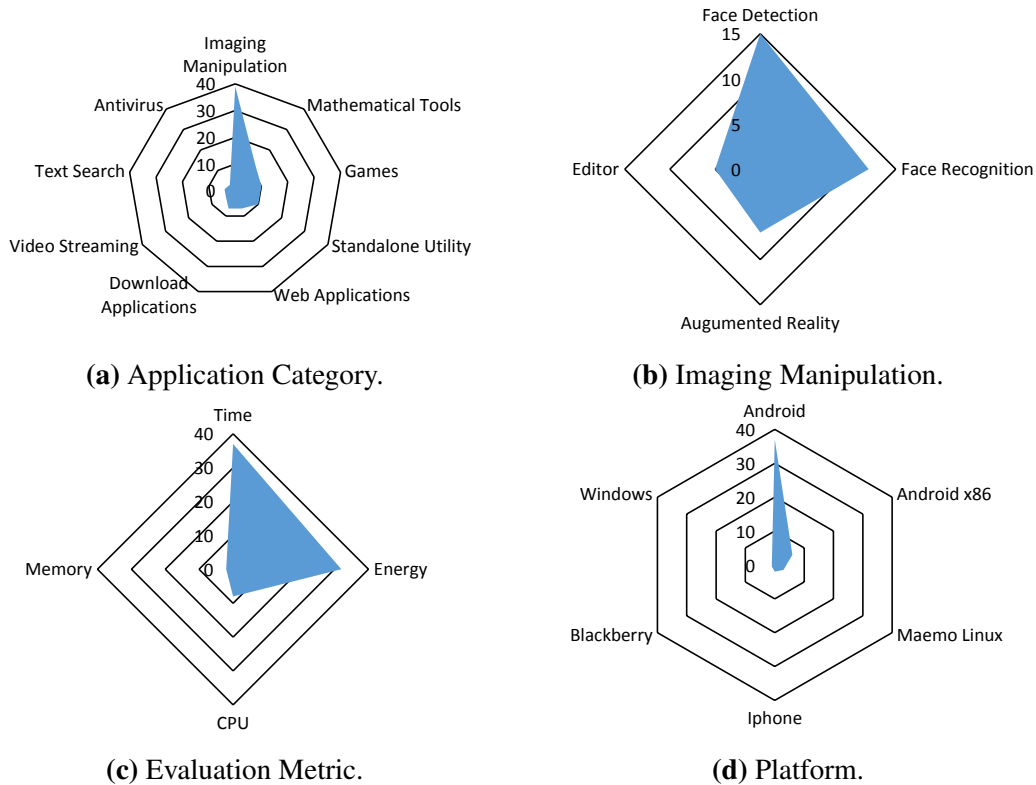 Imaging
Manipulation
40
30
20
10
0
Mathematical Tools
Games
Standalone Utility
Web Applications
Download
Applications
Video Streaming
Text Search
Antivirus
(a) Application Category.
Face Detection
15
10
5
0
Face Recognition
Augumented Reality
Editor
(b) Imaging Manipulation.
Time
40
30
20
10
0
Energy
CPU
Memory
(c) Evaluation Metric.
Android
40
30
20
10
0
Android x86
Maemo Linux
Iphone
Blackberry
Windows
(d) Platform.